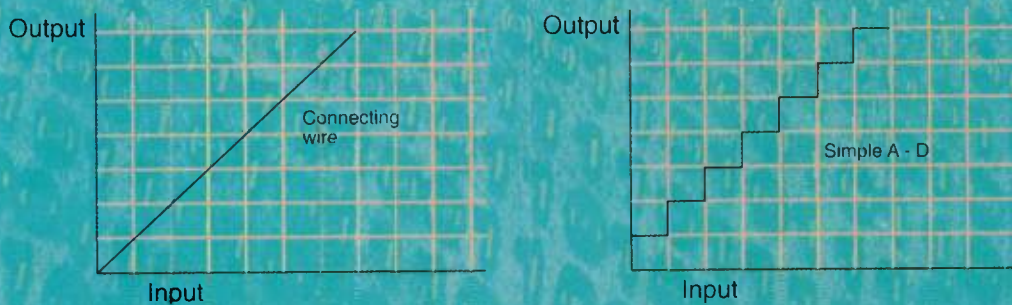 Output
Connecting
wire
Input
Output
Simple A - D
Input